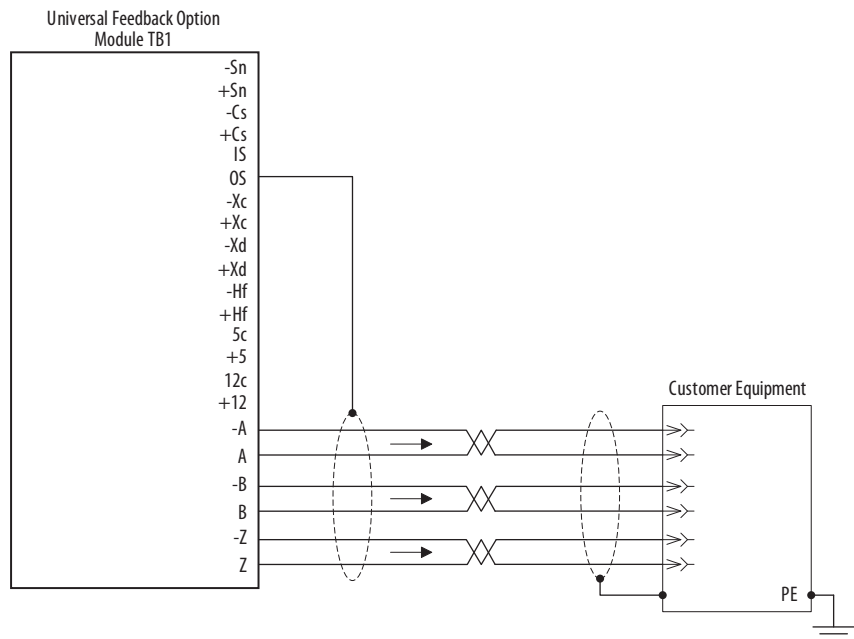 Universal Feedback Option
Module TB1
-Sn
+Sn
-Cs
+Cs
IS
OS
-Xc
+Xc
-Xd
+Xd
-Hf
+Hf
5c
+5
12c
+12
-A
A
-B
B
-Z
Z
Customer Equipment
PE